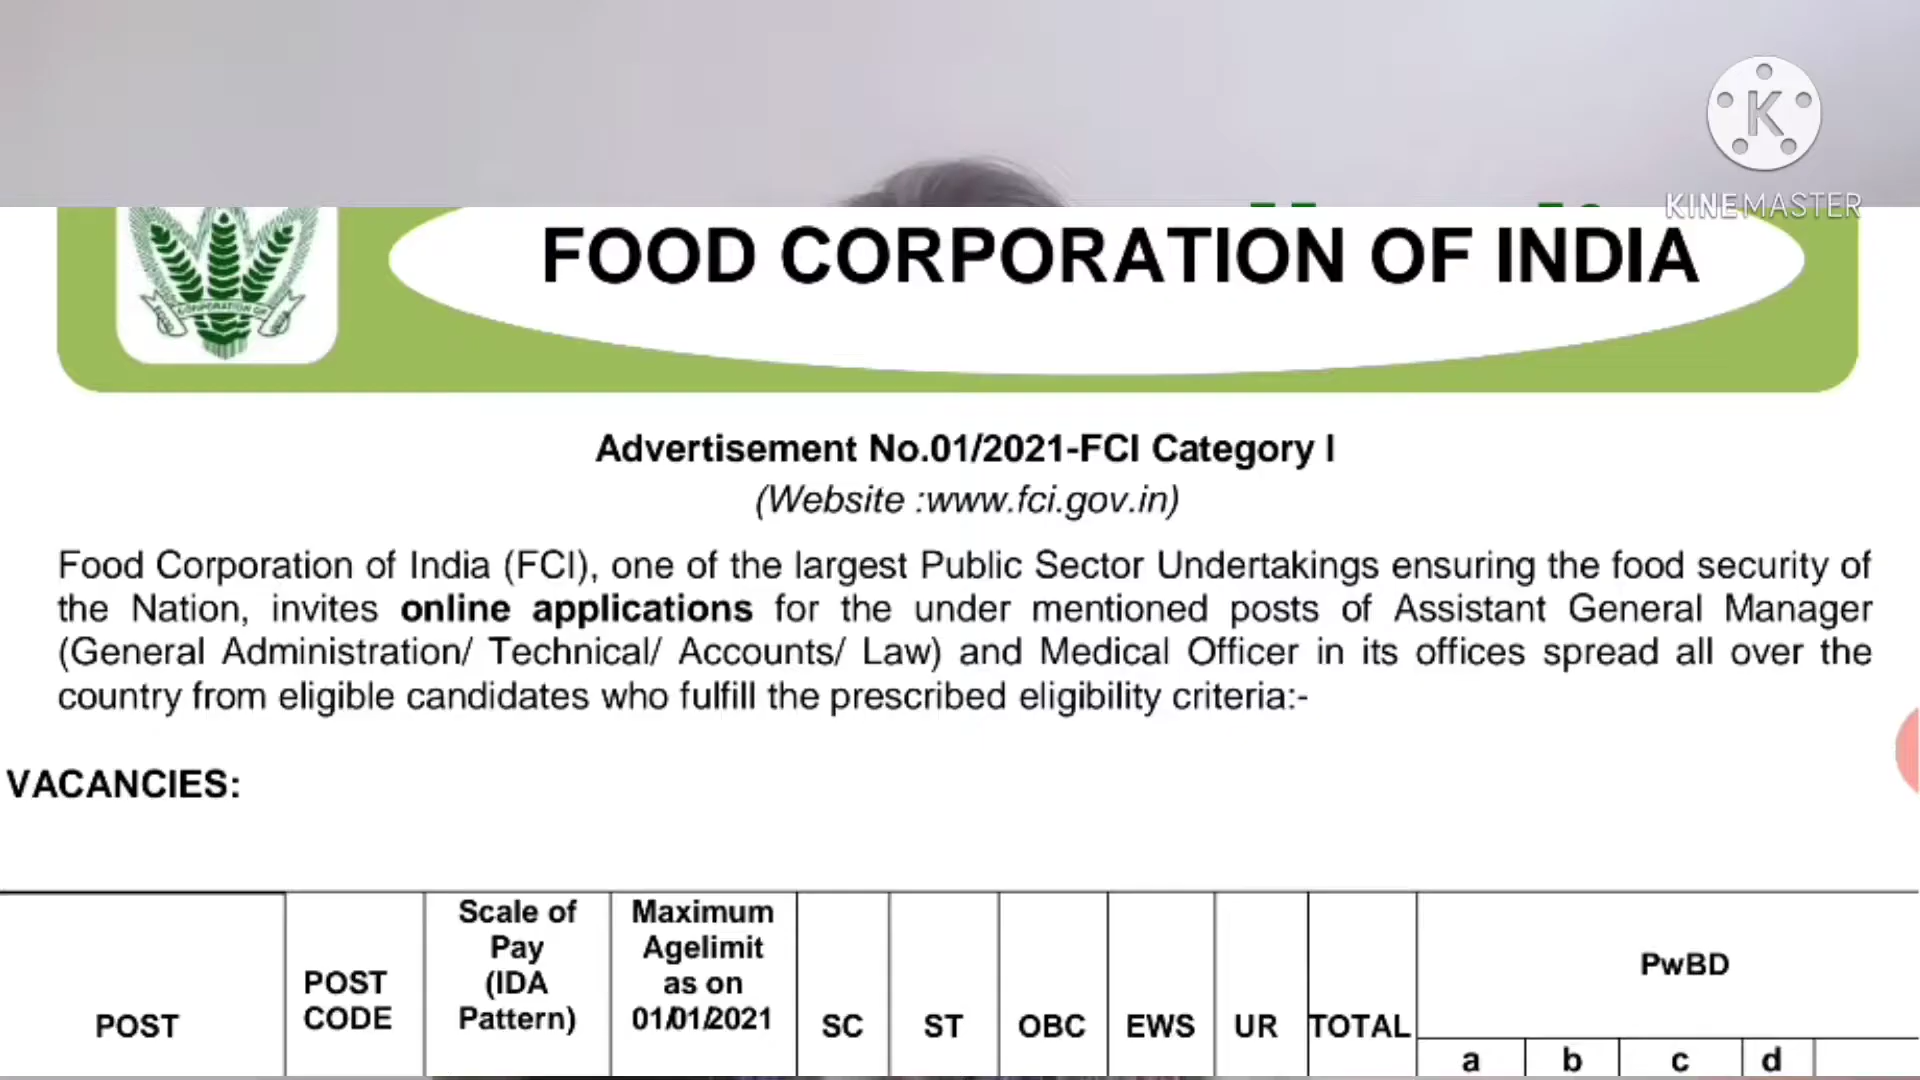 KINEMASTER
FOOD CORPORATION OF INDIA
CORPORATION OF
Advertisement No.01/2021-FCI Category I
(Website :www.fci.gov.in)
Food Corporation of India (FCI), one of the largest Public Sector Undertakings ensuring the food security of
the Nation, invites online applications for the under mentioned posts of Assistant General Manager
(General Administration/ Technical/ Accounts/ Law) and Medical Officer in its offices spread all over the
country from eligible candidates who fulfill the prescribed eligibility criteria:-
VACANCIES:
POST
POST
CODE
Scale of
Pay
(IDA
Pattern)
Maximum
Agelimit
as on
01/01/2021
SC
ST
OBC
EWS
UR
TOTAL
PwBD
a
b
c
d